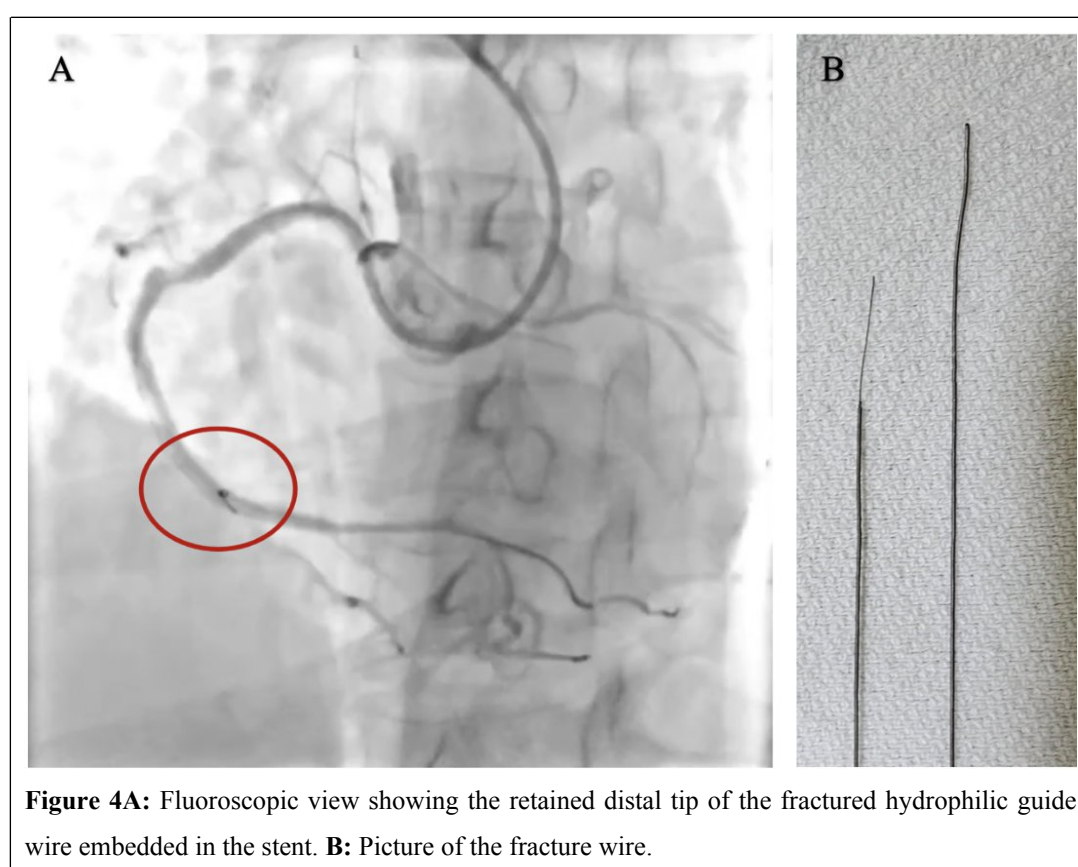 A
B
Figure 4A: Fluoroscopic view showing the retained distal tip of the fractured hydrophilic guide
wire embedded in the stent. B: Picture of the fracture wire.